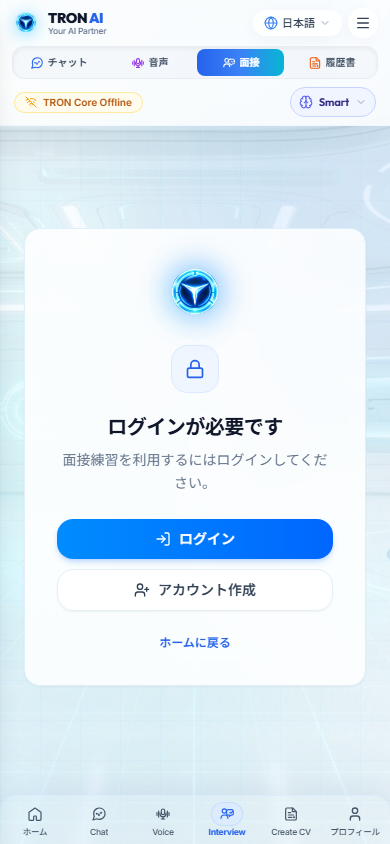 TRON AI
Your AI Partner
日本語
チャット
音声
面接
履歴書
TRON Core Offline
Smart
ログインが必要です
面接練習を利用するにはログインしてくだ
さい。
ログイン
アカウント作成
ホームに戻る
ホーム
Chat
Voice
Interview
Create CV
プロフィール